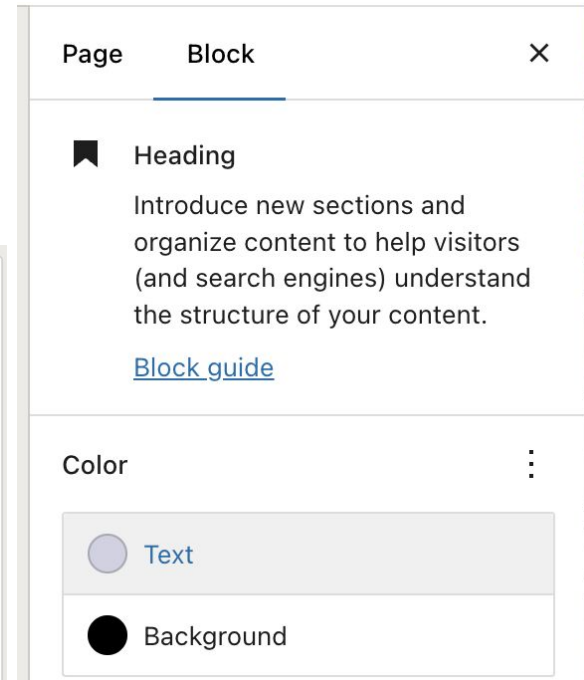 Page Block
Heading
Introduce new sections and
organize content to help visitors
(and search engines) understand
the structure of your content.
Block guide
Color
Text
Background